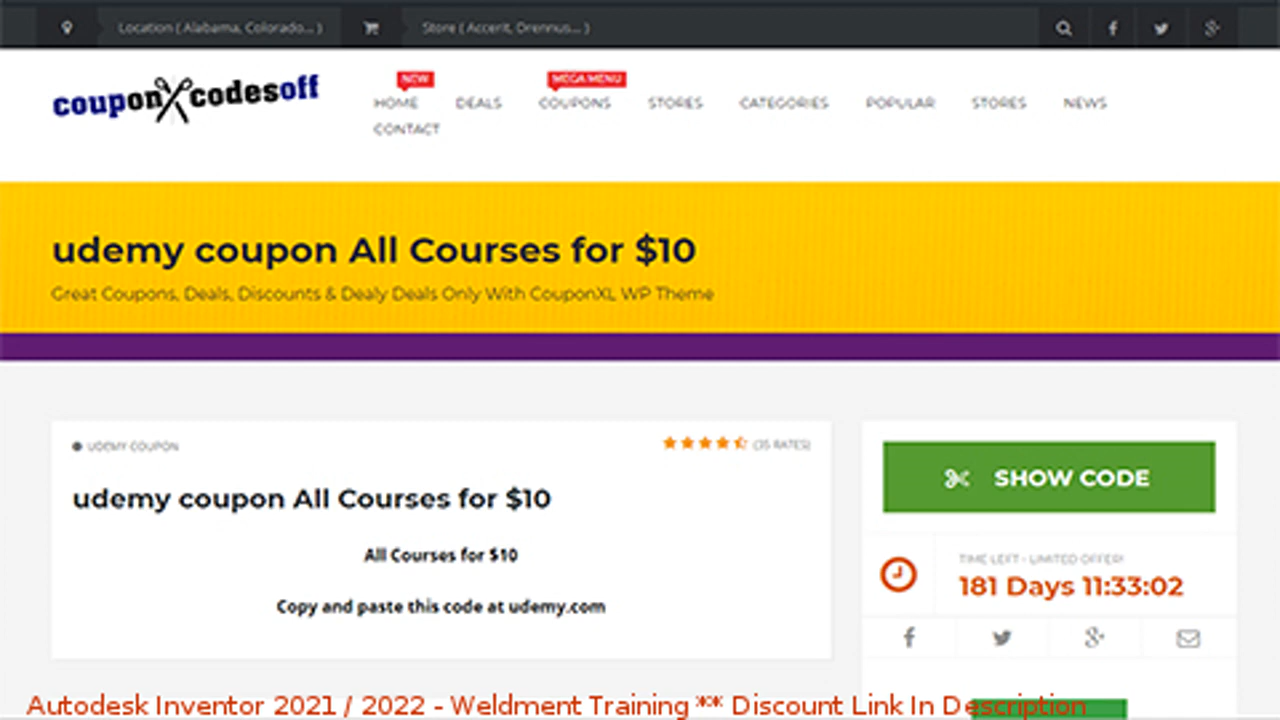 Location ( Alabama, Colorado... )
Store ( Accent, Drennus... )
couponcodesoff
NEW
MEGA MENU
HOME DEALS COUPONS STORES CATEGORIES POPULAR STORES NEWS
CONTACT
udemy coupon All Courses for $10
Great Coupons, Deals, Discounts & Dealy Deals Only With CouponXL WP Theme
UDEMY COUPON
(35 RATES)
udemy coupon All Courses for $10
All Courses for $10
Copy and paste this code at udemy.com
SHOW CODE
TIME LEFT - LIMITED OFFER!
181 Days 11:33:02
Autodesk Inventor 2021 / 2022 - Weldment Training ** Discount Link In Description